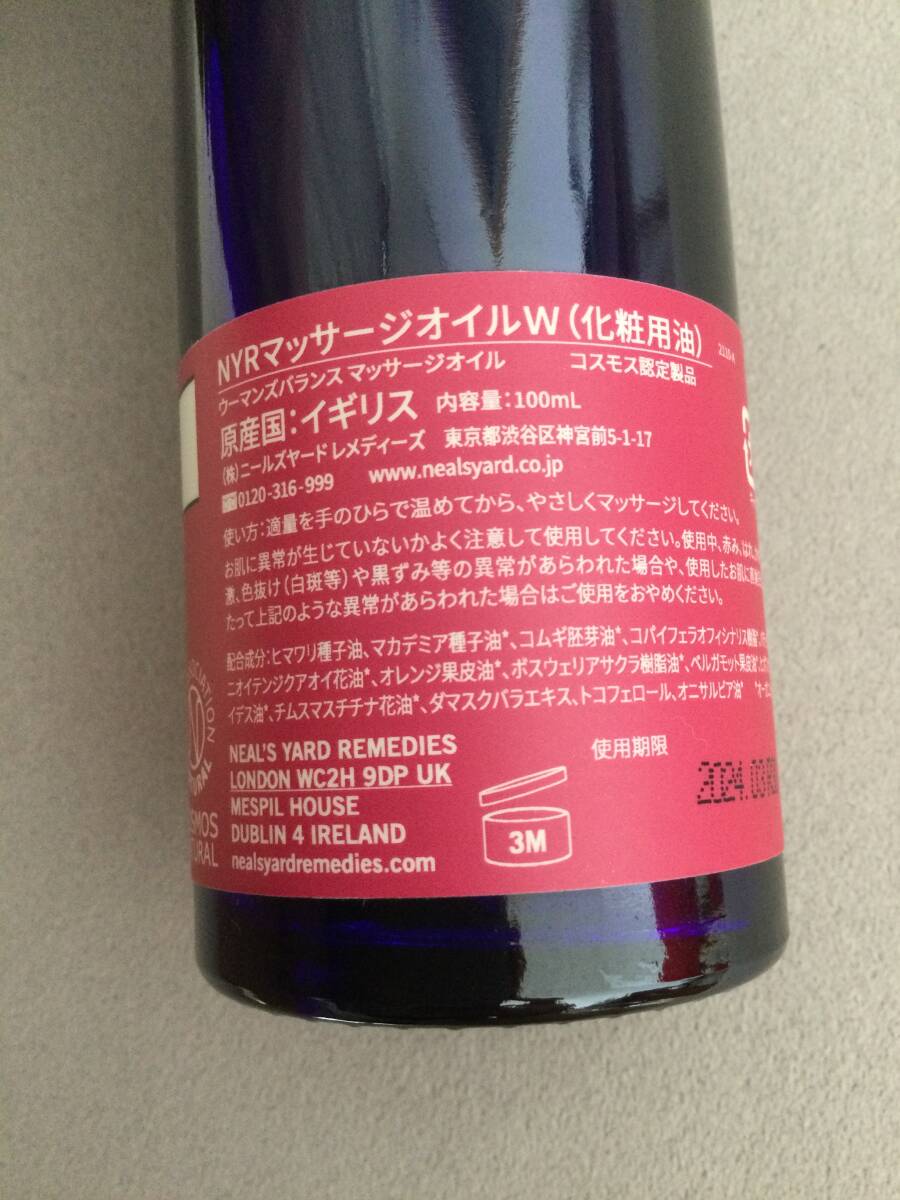 NYRマッサージオイルW(化粧用油)
2110-4
ウーマンズバランス マッサージオイル コスモス認定製品
原産国:イギリス 内容量:100mL
(株)ニールズヤード レメディーズ 東京都渋谷区神宮前5-1-17
0120-316-999 www.nealsyard.co.jp
使い方:適量を手のひらで温めてから、やさしくマッサージしてください。
お肌に異常が生じていないかよく注意して使用してください。使用中、赤み、はれ、
激、色抜け(白斑等)や黒ずみ等の異常があらわれた場合や、使用したお肌に直射
たって上記のような異常があらわれた場合はご使用をおやめください。
配合成分:ヒマワリ種子油、マカデミア種子油*、コムギ胚芽油*、コパイフェラオフィシナリス樹脂*、
ニオイテンジクアオイ花油*、オレンジ果皮油*、ボスウェリアサクラ樹脂油*、ベルガモット果皮油*、
イデス油*、チムスマスチチナ花油*、ダマスクバラエキス、トコフェロール、オニサルビア油* *オーガ
NEAL'S YARD REMEDIES
LONDON WC2H 9DP UK
MESPIL HOUSE
DUBLIN 4 IRELAND
nealsyardremedies.com
3M
使用期限
2024.03